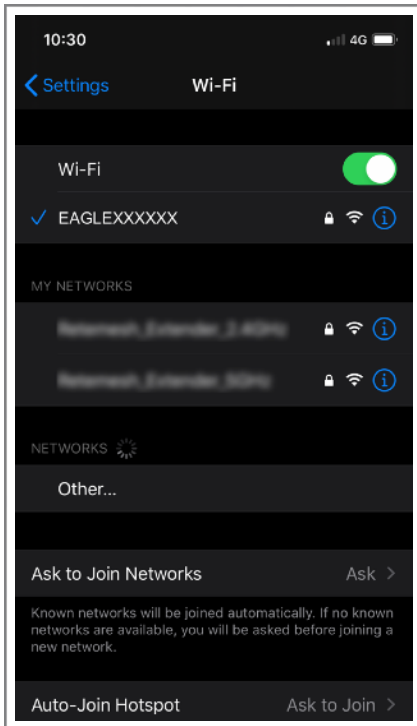 10:30
4G
Settings
Wi-Fi
Wi-Fi
EAGLEXXXXXX
MY NETWORKS
NETWORKS
Other...
Ask to Join Networks
Ask
Known networks will be joined automatically. If no known
networks are available, you will be asked before joining a
new network.
Auto-Join Hotspot
Ask to Join